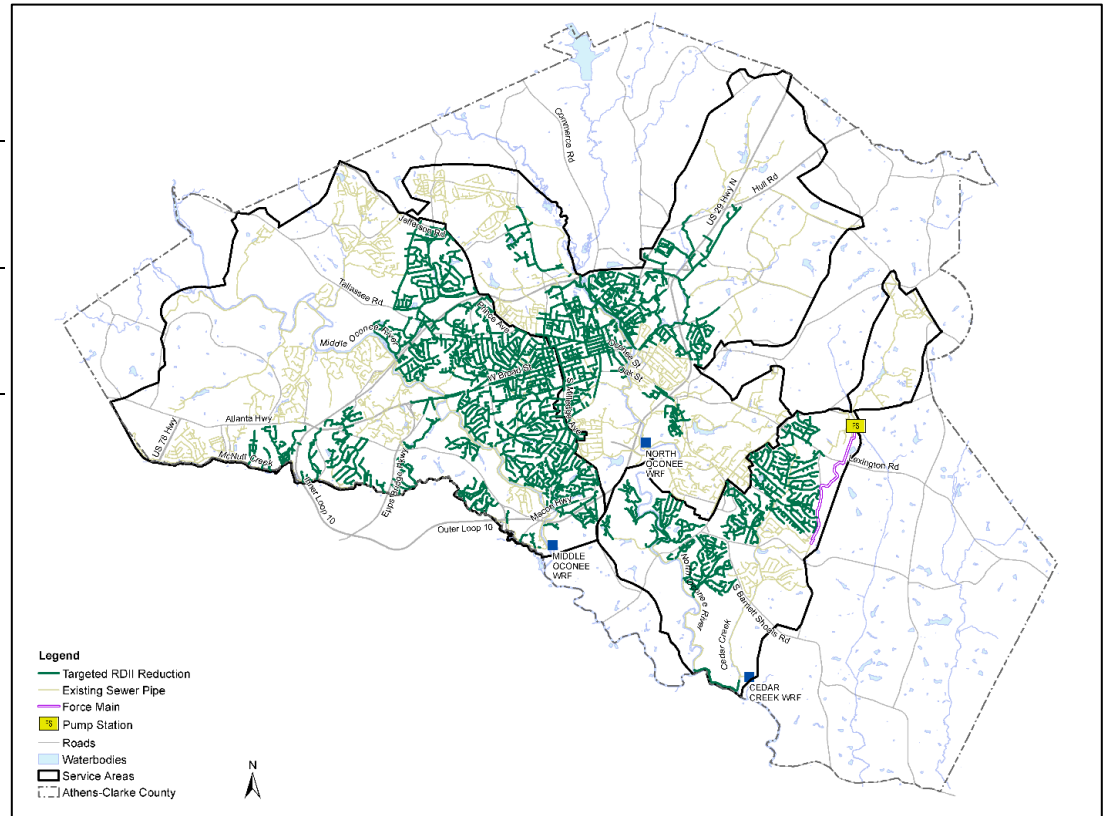 Commerce Rd
US 29 Hwy N
Hull Rd
Jefferson Rd
Tallassee Rd
Prince Ave
Middle Oconee River
Oconee St
Oak St
W Broad St
S Milledge Ave
Atlanta Hwy
US 78 Hwy
McNutt Creek
PS
Lexington Rd
NORTH
OCONEE
WRF
Inner Loop 10
Epps Bridge Pkwy
Macon Hwy
Outer Loop 10
MIDDLE
OCONEE
WRF
North Oconee River
S Barnett Shoals Rd
Cedar Creek
CEDAR
CREEK WRF
Legend
Targeted RDII Reduction
Existing Sewer Pipe
Force Main
PS
Pump Station
Roads
Waterbodies
Service Areas
Athens-Clarke County
N